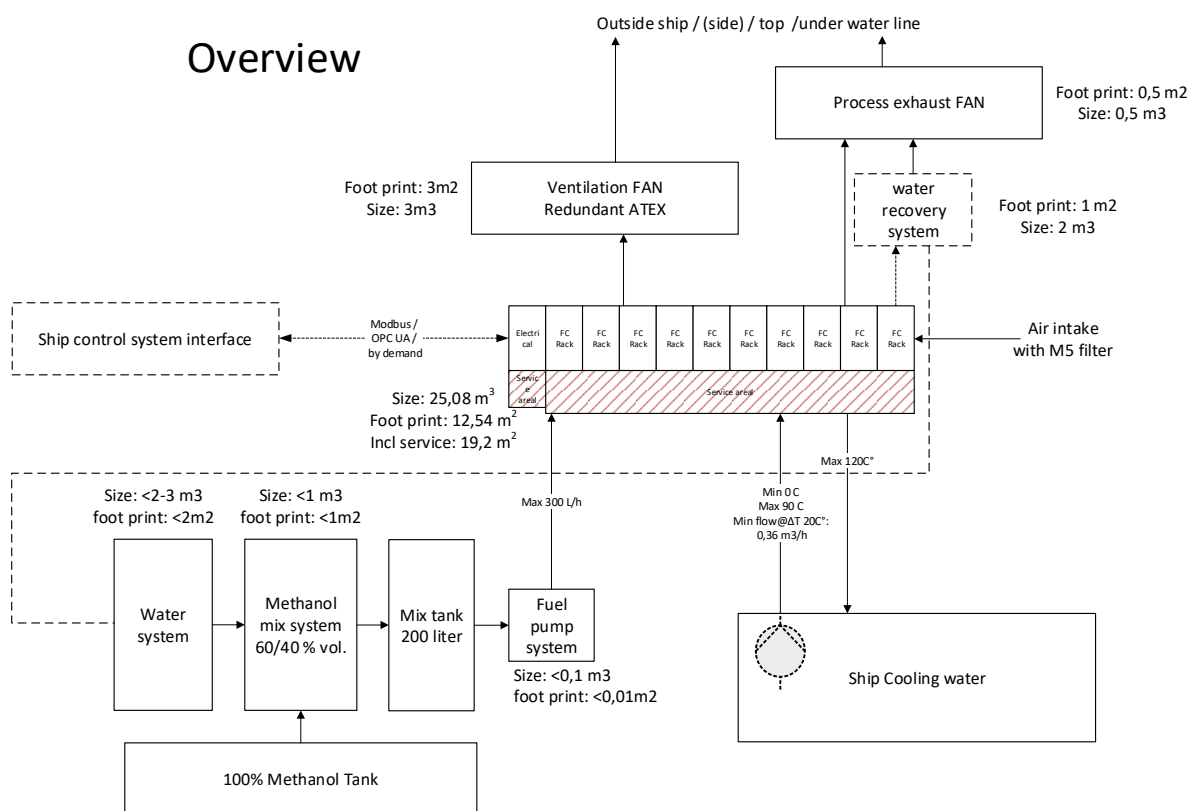 Outside ship / (side) / top /under water line
Overview
Process exhaust FAN
Foot print: 0,5 m2
Size: 0,5 m3
Foot print: 3m2
Size: 3m3
Ventilation FAN
Redundant ATEX
water
recovery
system
Foot print: 1 m2
Size: 2 m3
Ship control system interface
Modbus /
OPC UA /
by demand
Electri
cal
FC
Rack
FC
Rack
FC
Rack
FC
Rack
FC
Rack
FC
Rack
FC
Rack
FC
Rack
FC
Rack
FC
Rack
Air intake
with M5 filter
Servic
e
areal
Service areal
Size: 25,08 m³
Foot print: 12,54 m²
Incl service: 19,2 m²
Max 300 L/h
Min 0 C
Max 90 C
Min flow@ΔT 20C°:
0,36 m3/h
Max 120C°
Size: <2-3 m3
foot print: <2m2
Size: <1 m3
foot print: <1m2
Water
system
Methanol
mix system
60/40 % vol.
Mix tank
200 liter
Fuel
pump
system
Size: <0,1 m3
foot print: <0,01m2
Ship Cooling water
100% Methanol Tank